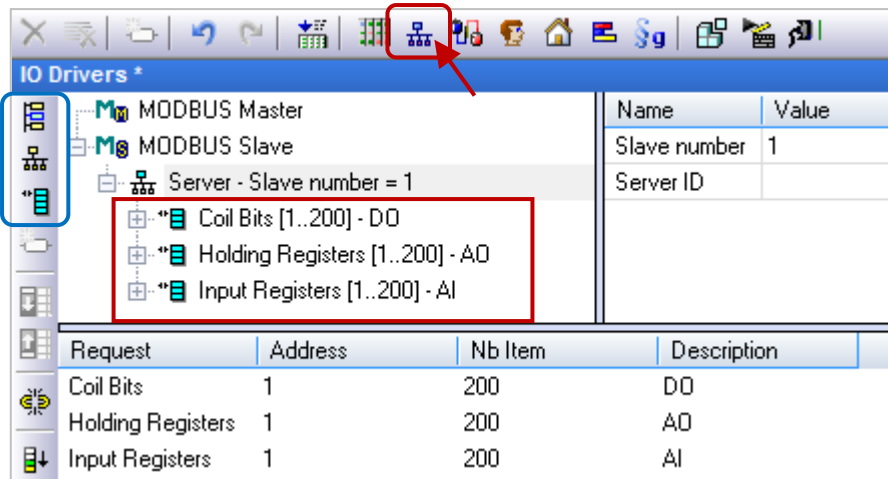 IO Drivers *
MODBUS Master
MODBUS Slave
Server - Slave number = 1
Coil Bits [1..200] - DO
Holding Registers [1..200] - AO
Input Registers [1..200] - AI
Name Value
Slave number 1
Server ID
Request Address Nb Item Description
Coil Bits 1 200 DO
Holding Registers 1 200 AO
Input Registers 1 200 AI